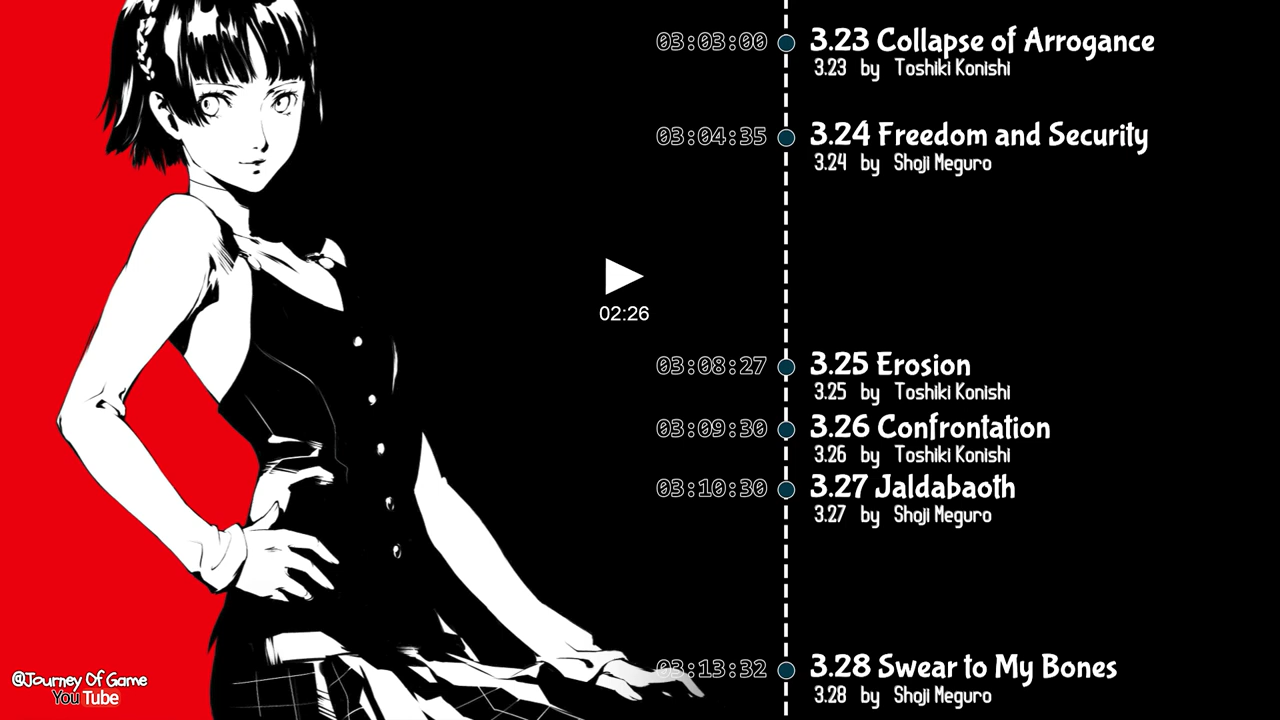 03:03:00 3.23 Collapse of Arrogance
3.23 by Toshiki Konishi
03:04:35 3.24 Freedom and Security
3.24 by Shoji Meguro
02:26
03:08:27 3.25 Erosion
3.25 by Toshiki Konishi
03:09:30 3.26 Confrontation
3.26 by Toshiki Konishi
03:10:30 3.27 Jaldabaoth
3.27 by Shoji Meguro
03:13:32 3.28 Swear to My Bones
3.28 by Shoji Meguro
@Journey Of Game
You Tube